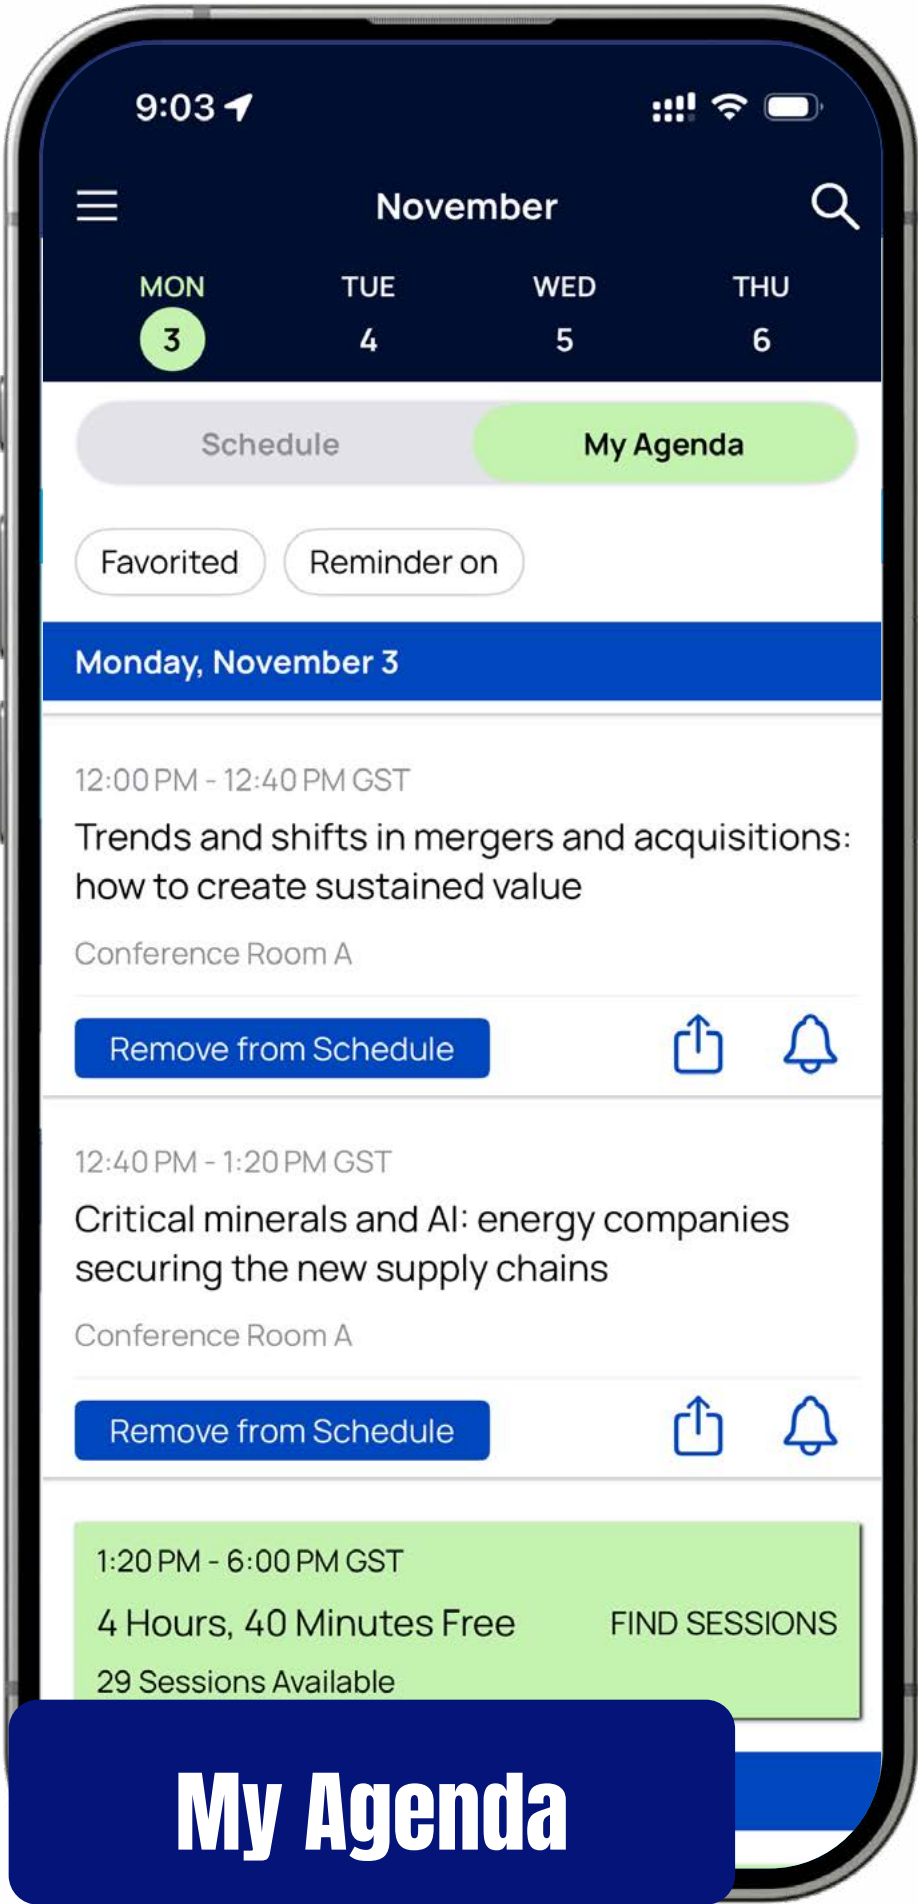 9:03
November
MON TUE WED THU
3 4 5 6
Schedule My Agenda
Favorited Reminder on
Monday, November 3
12:00 PM - 12:40 PM GST
Trends and shifts in mergers and acquisitions:
how to create sustained value
Conference Room A
Remove from Schedule
12:40 PM - 1:20 PM GST
Critical minerals and AI: energy companies
securing the new supply chains
Conference Room A
Remove from Schedule
1:20 PM - 6:00 PM GST
4 Hours, 40 Minutes Free FIND SESSIONS
29 Sessions Available
My Agenda